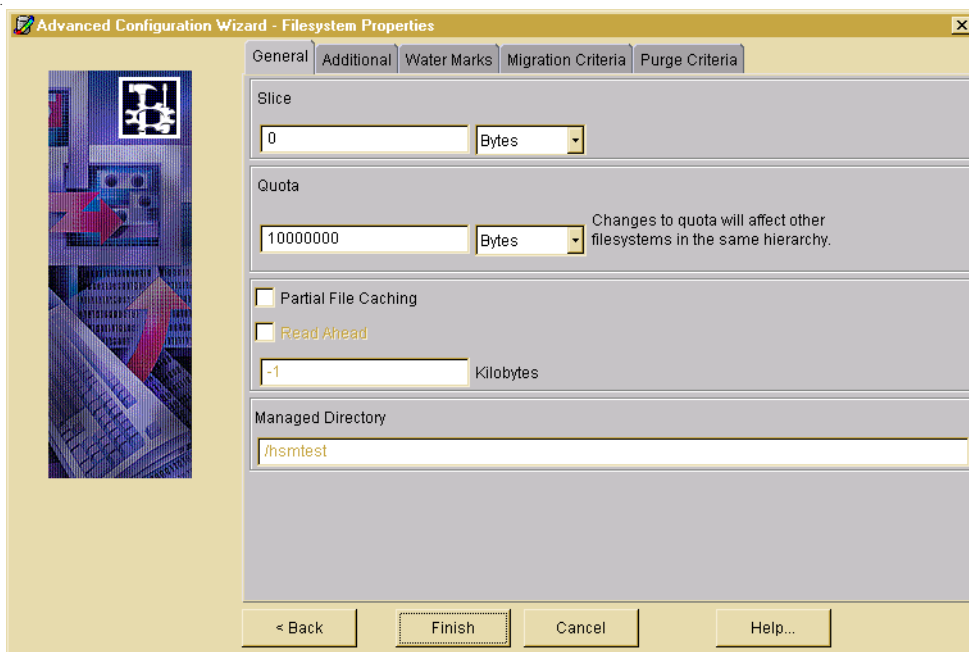 Advanced Configuration Wizard - Filesystem Properties
General Additional Water Marks Migration Criteria Purge Criteria
Slice
0 Bytes
Quota
10000000 Bytes
Changes to quota will affect other
filesystems in the same hierarchy.
Partial File Caching
Read Ahead
-1 Kilobytes
Managed Directory
/hsmtest
< Back Finish Cancel Help...